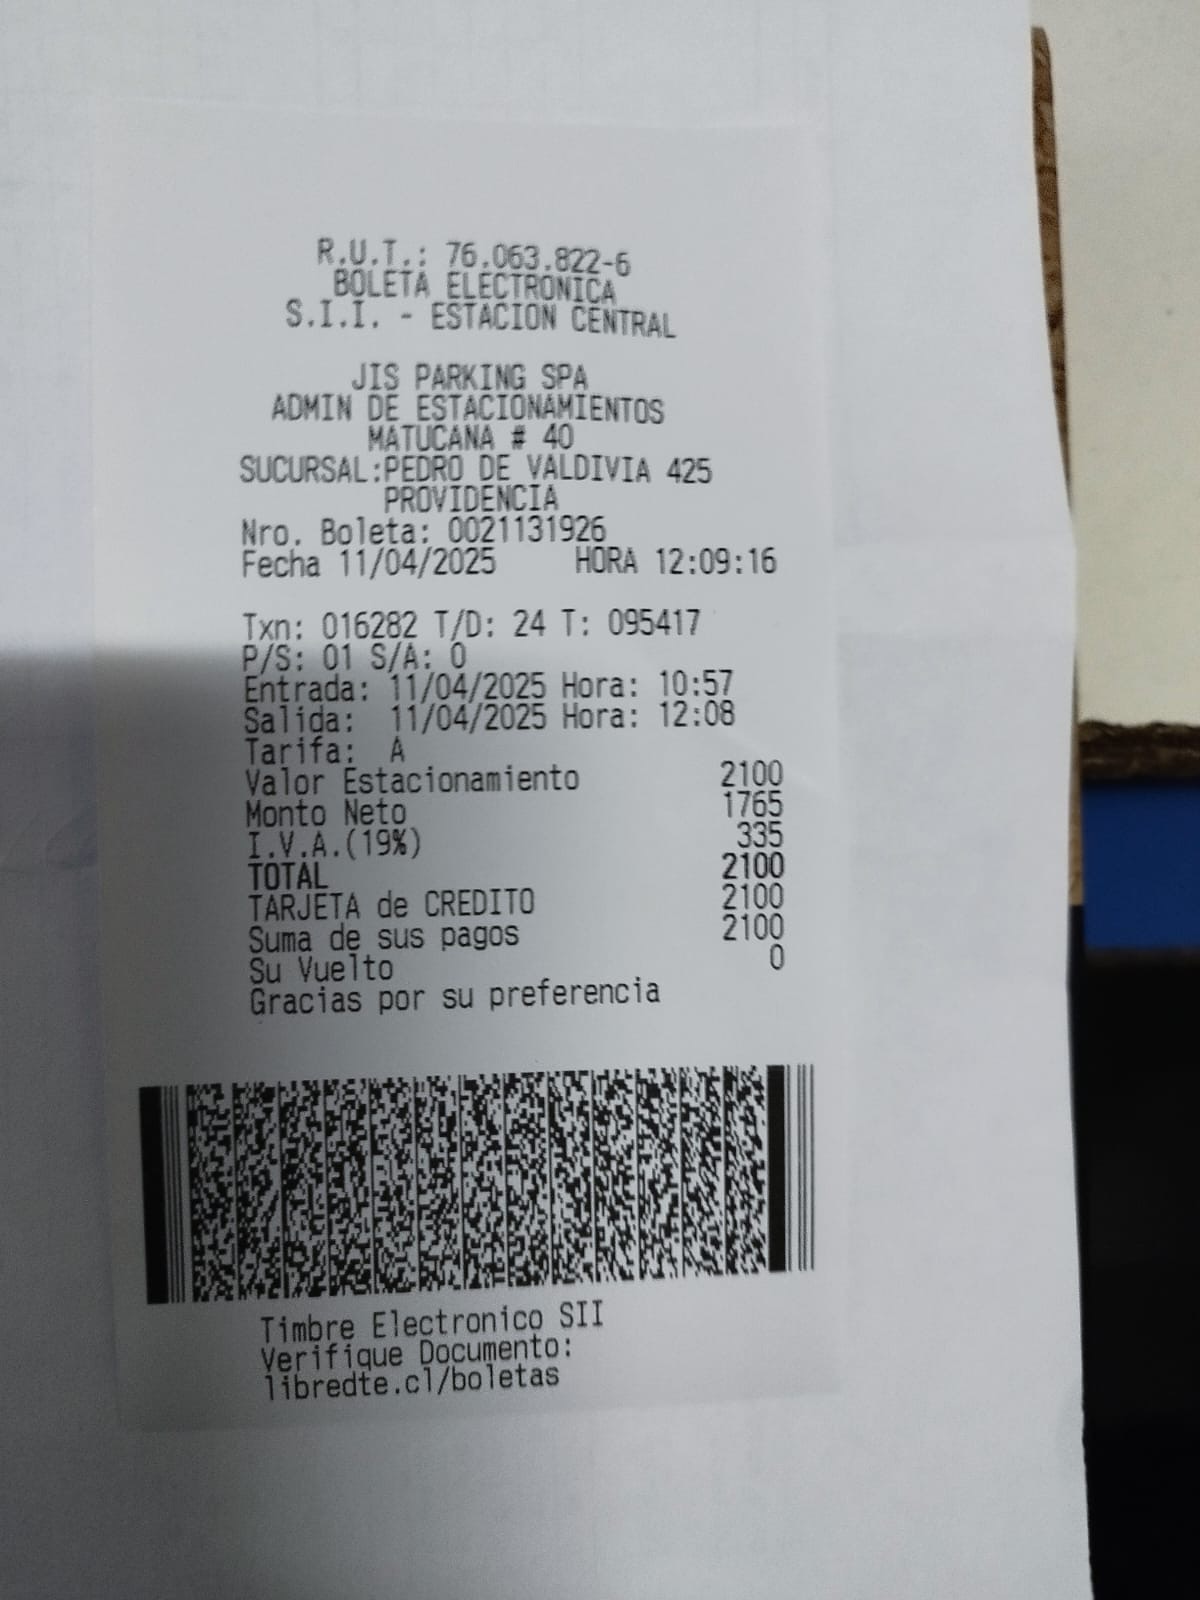 R.U.T.: 76.063.822-6
BOLETA ELECTRONICA
S.I.I. - ESTACION CENTRAL
JIS PARKING SPA
ADMIN DE ESTACIONAMIENTOS
MATUCANA # 40
SUCURSAL:PEDRO DE VALDIVIA 425
PROVIDENCIA
Nro. Boleta: 0021131926
Fecha 11/04/2025 HORA 12:09:16
Txn: 016282 T/D: 24 T: 095417
P/S: 01 S/A: 0
Entrada: 11/04/2025 Hora: 10:57
Salida: 11/04/2025 Hora: 12:08
Tarifa: A
Valor Estacionamiento 2100
Monto Neto 1765
I.V.A.(19%) 335
TOTAL 2100
TARJETA de CREDITO 2100
Suma de sus pagos 2100
Su Vuelto 0
Gracias por su preferencia
Timbre Electronico SII
Verifique Documento:
libredte.cl/boletas